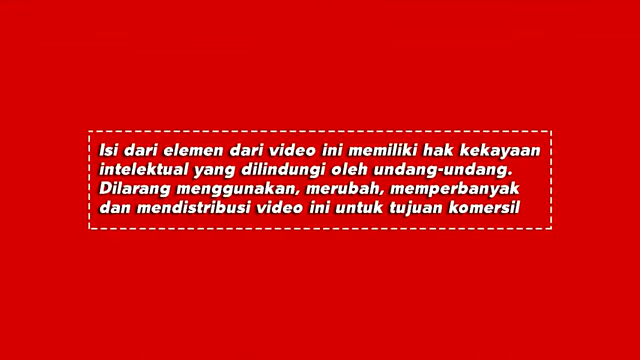 Isi dari elemen dari video ini memiliki hak kekayaan
intelektual yang dilindungi oleh undang-undang.
Dilarang menggunakan, merubah, memperbanyak
dan mendistribusi video ini untuk tujuan komersil